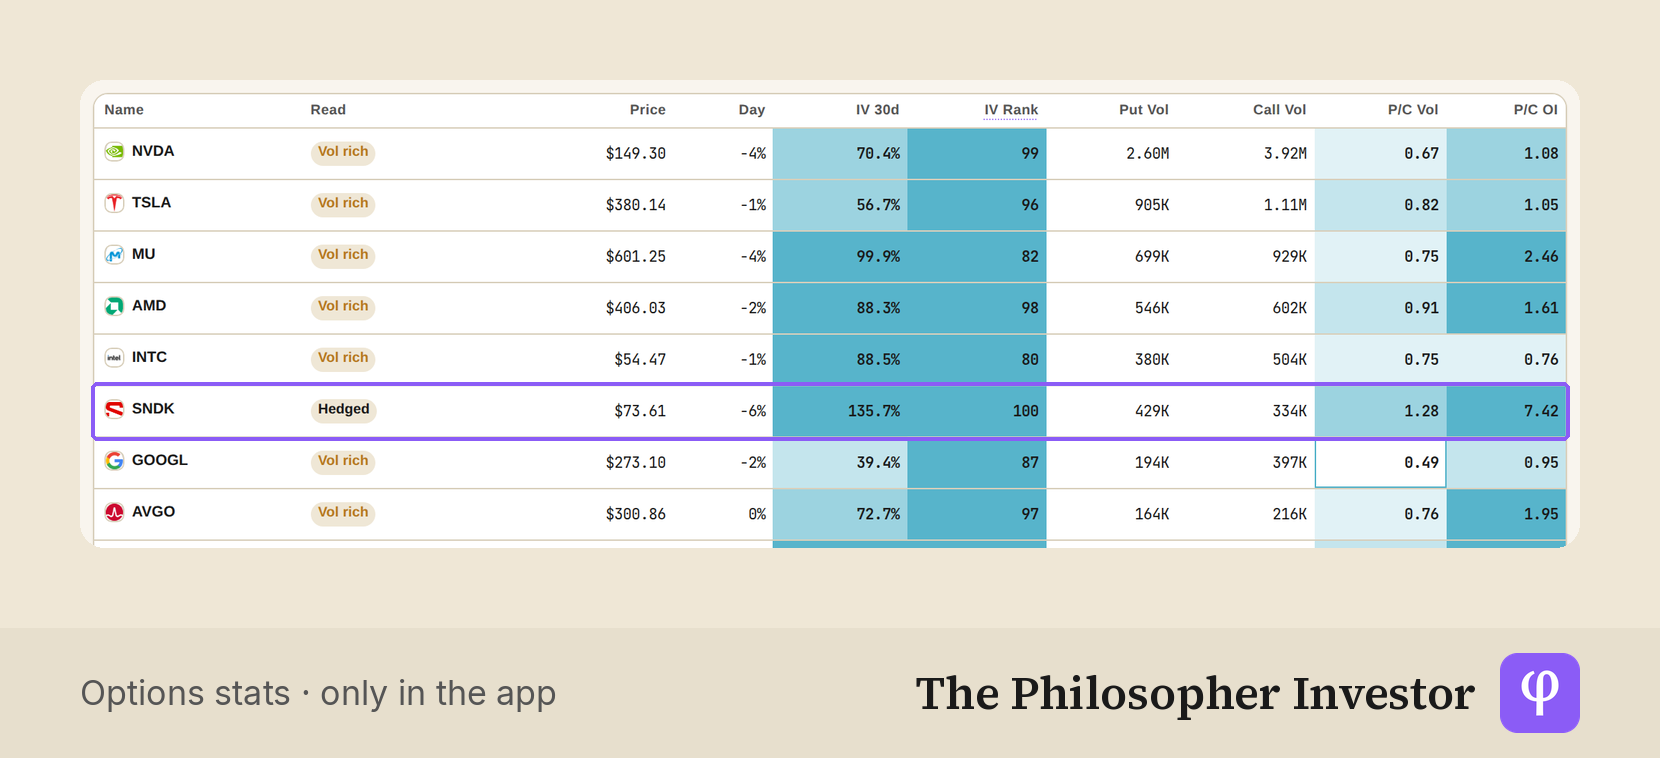 Name Read Price Day IV 30d IV Rank Put Vol Call Vol P/C Vol P/C OI
NVDA Vol rich $149.30 -4% 70.4% 99 2.60M 3.92M 0.67 1.08
TSLA Vol rich $380.14 -1% 56.7% 96 905K 1.11M 0.82 1.05
MU Vol rich $601.25 -4% 99.9% 82 699K 929K 0.75 2.46
AMD Vol rich $406.03 -2% 88.3% 98 546K 602K 0.91 1.61
intel INTC Vol rich $54.47 -1% 88.5% 80 380K 504K 0.75 0.76
SNDK Hedged $73.61 -6% 135.7% 100 429K 334K 1.28 7.42
GOOGL Vol rich $273.10 -2% 39.4% 87 194K 397K 0.49 0.95
AVGO Vol rich $300.86 0% 72.7% 97 164K 216K 0.76 1.95
Options stats · only in the app
The Philosopher Investor φ